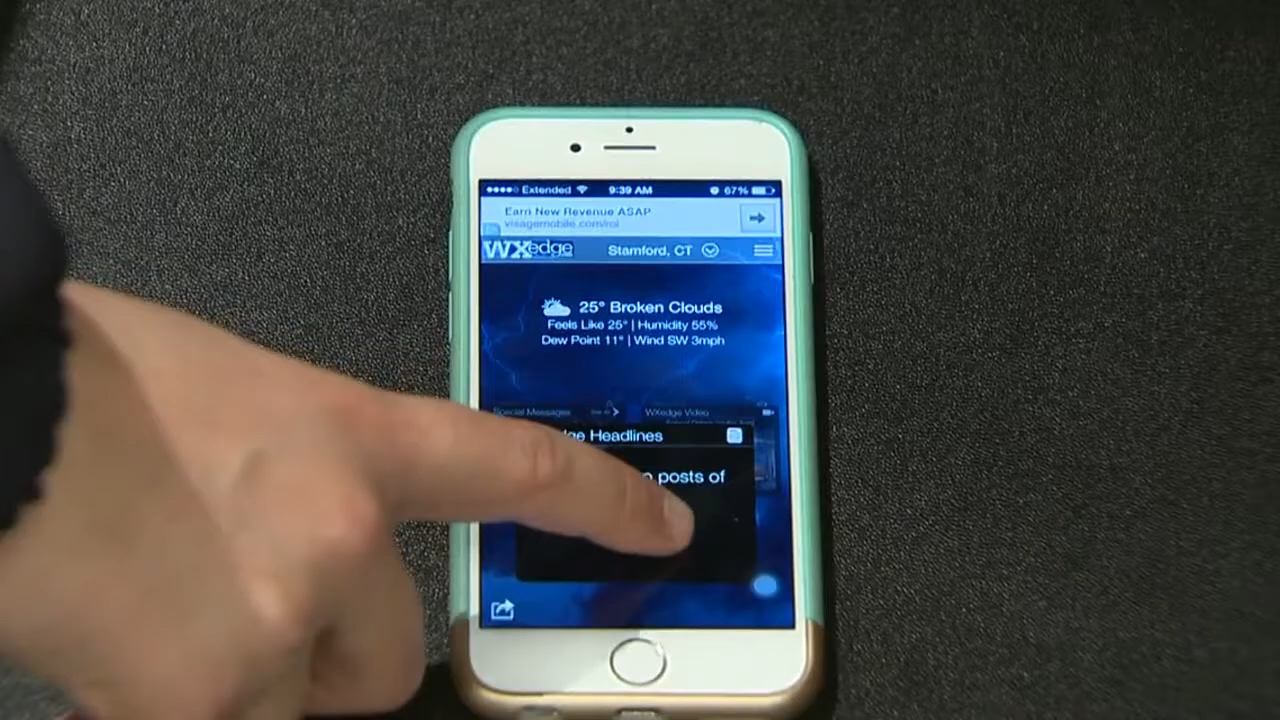 Extended 9:39 AM 67%
Earn New Revenue ASAP
visagemobile.com/roi
WXedge Stamford, CT
25° Broken Clouds
Feels Like 25° | Humidity 55%
Dew Point 11° | Wind SW 3mph
Special Messages WXedge Video
Headlines
posts of